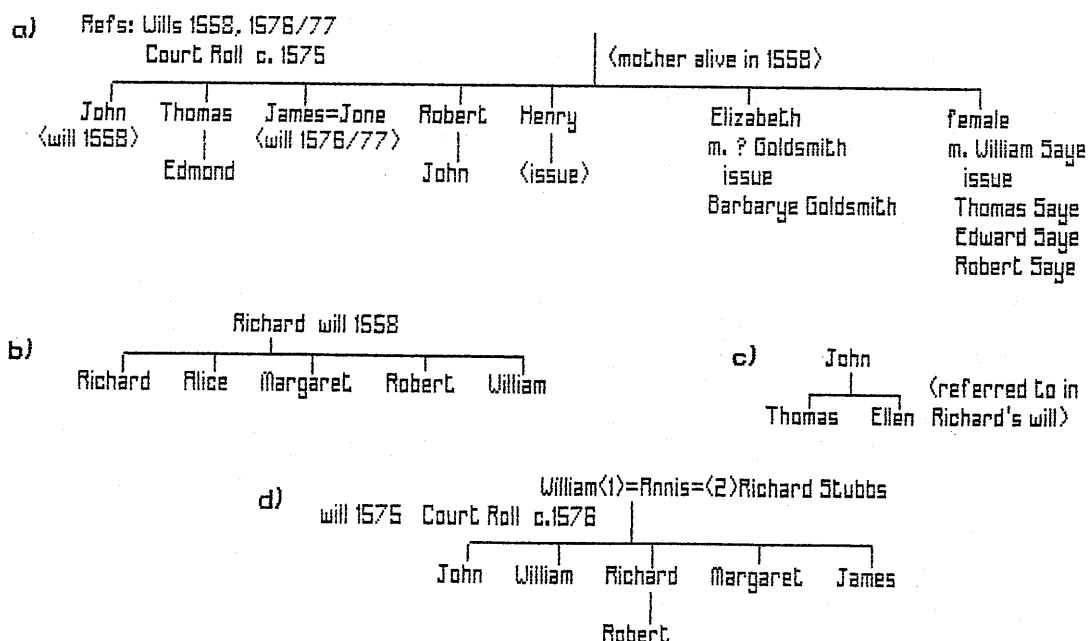 a) Refs: Wills 1558, 1576/77
Court Roll c. 1575
(mother alive in 1558)
John Thomas James=Jone Robert Henry Elizabeth female
(will 1558) (will 1576/77) m. ? Goldsmith m. William Saye
Edmond John (issue) issue issue
Barbarye Goldsmith Thomas Saye
Edward Saye
Robert Saye
b) Richard will 1558
Richard Alice Margaret Robert William
c) John
Thomas Ellen (referred to in
Richard's will)
d) William(1)=Annis=(2)Richard Stubbs
will 1575 Court Roll c.1576
John William Richard Margaret James
Robert